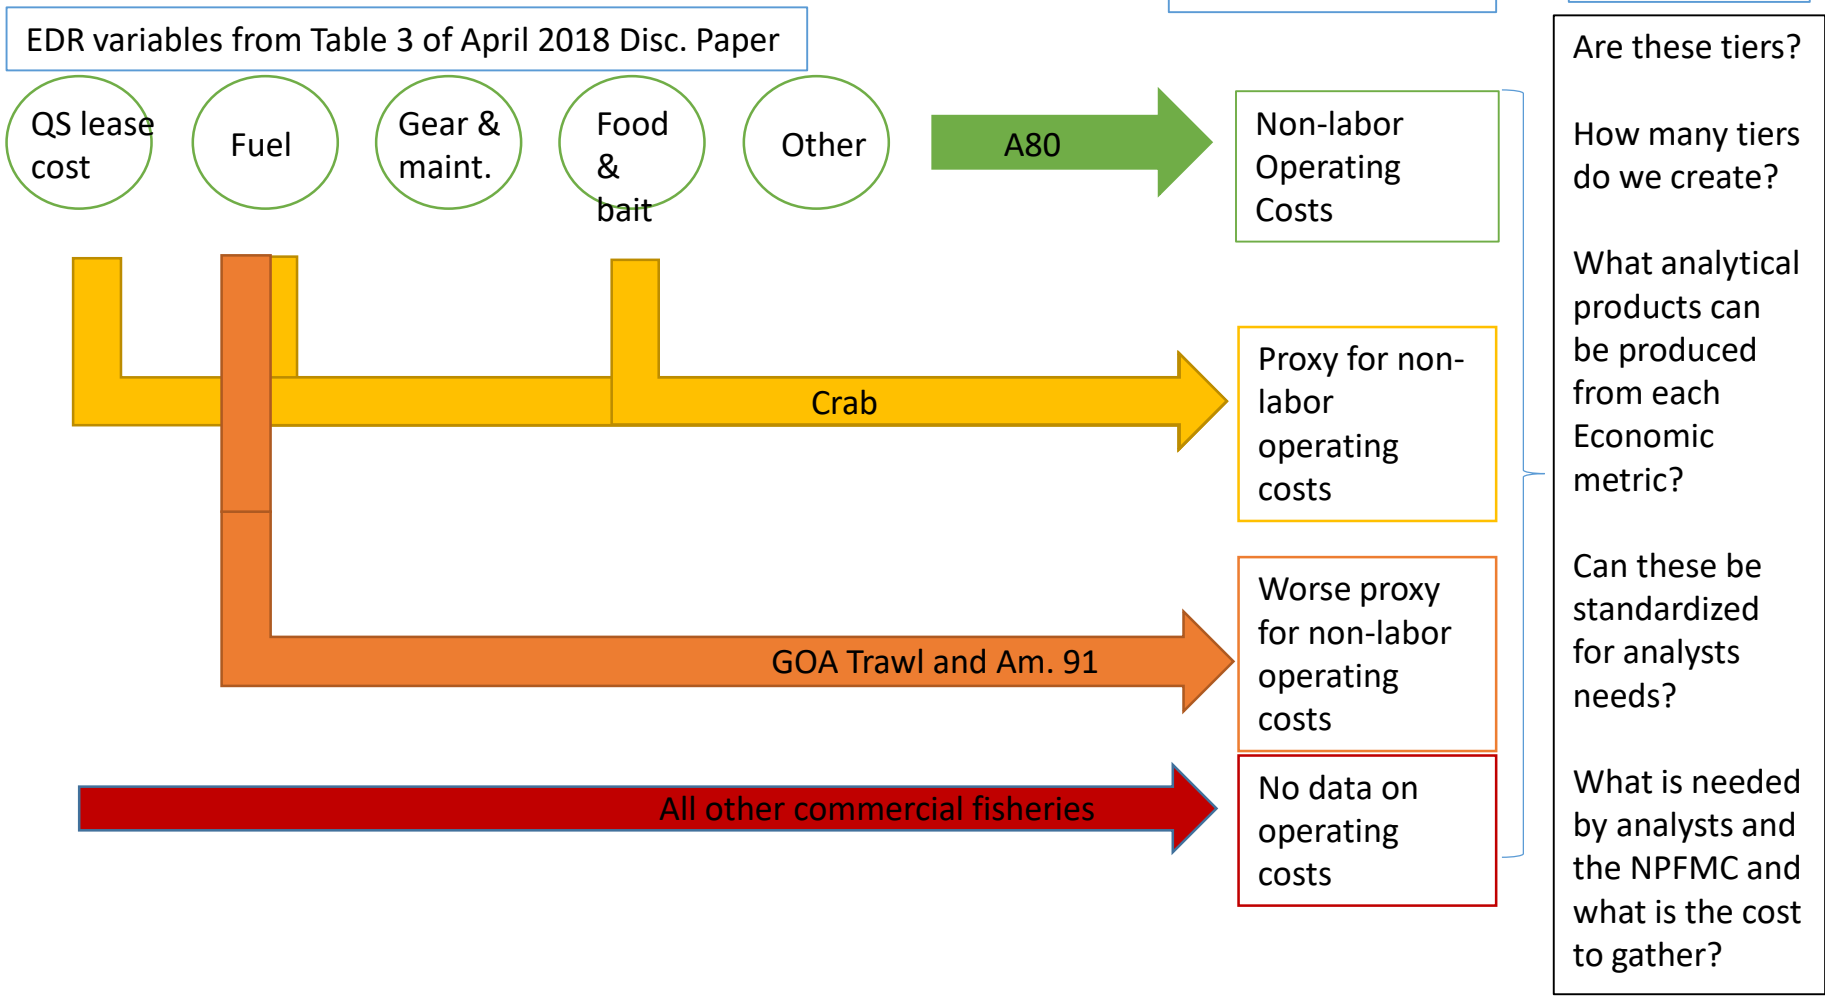 EDR variables from Table 3 of April 2018 Disc. Paper
QS lease
cost
Fuel
Gear &
maint.
Food
&
bait
Other
A80
Non-labor
Operating
Costs
Crab
Proxy for non-
labor
operating
costs
GOA Trawl and Am. 91
Worse proxy
for non-labor
operating
costs
All other commercial fisheries
No data on
operating
costs
Are these tiers?
How many tiers
do we create?
What analytical
products can
be produced
from each
Economic
metric?
Can these be
standardized
for analysts
needs?
What is needed
by analysts and
the NPFMC and
what is the cost
to gather?